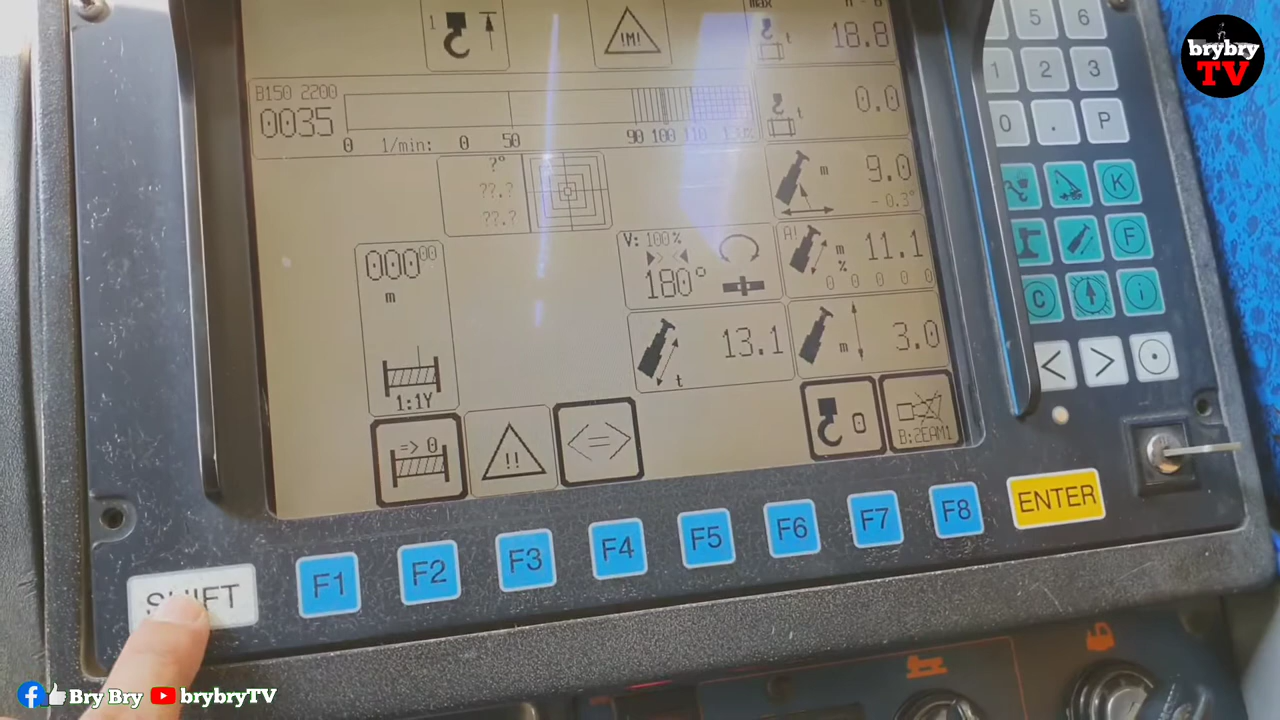 1
!M!
max
t
18.8
B150 2200
0035
0 1/min: 0 50 90 100 110
t
0.0
?°
??.?
??.?
m
9.0
- 0.3°
000 00
m
V: 100%
180°
A!
m
%
11.1
0 0 0 0 0
1:1Y
t
13.1
m
3.0
=> 0
!!
<=>
0
B:2EAM1
SHIFT
F1
F2
F3
F4
F5
F6
F7
F8
ENTER
5
6
1
2
3
0
.
P
K
F
C
i
<
>
brybry
TV
Bry Bry
brybryTV